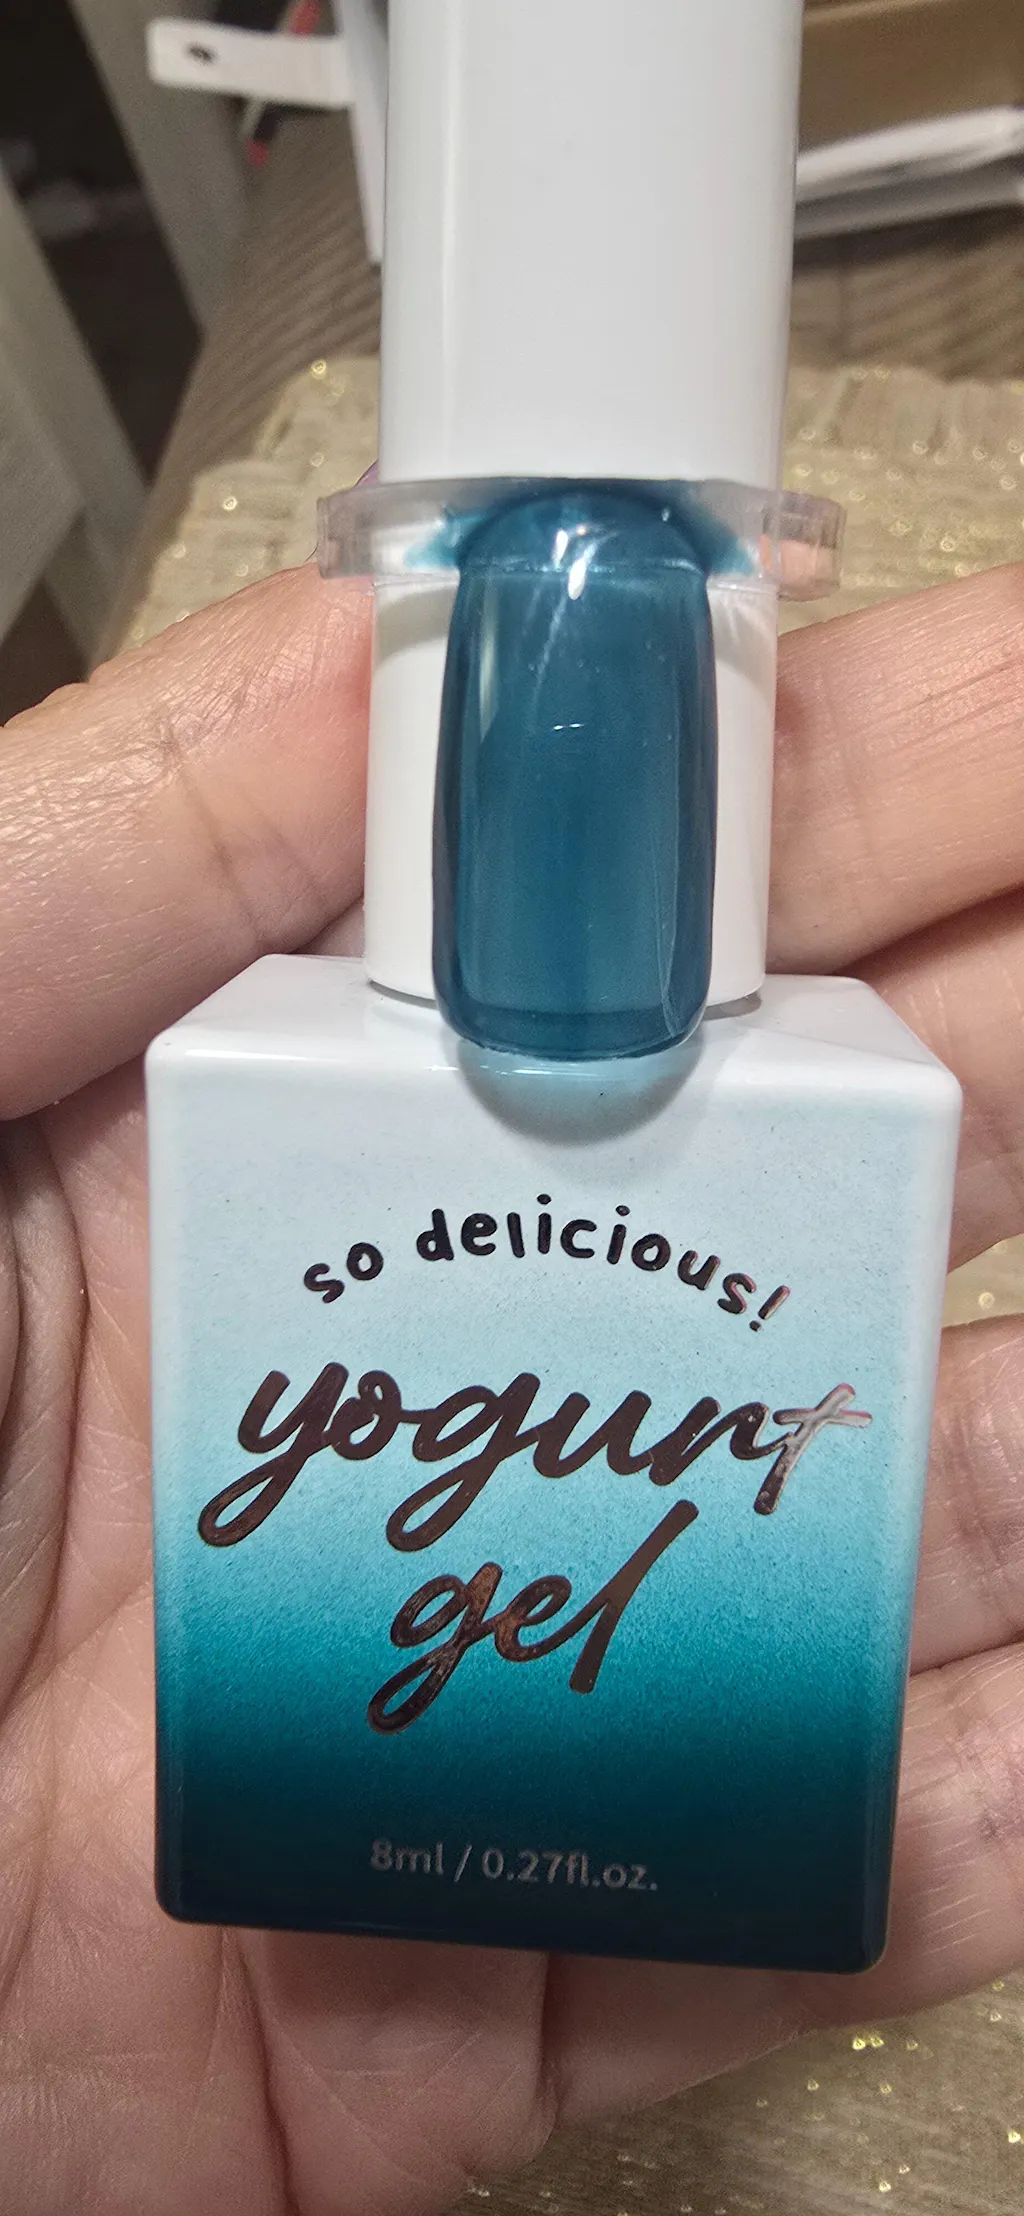 so delicious!
yogurt
gel
8ml / 0.27fl.oz.